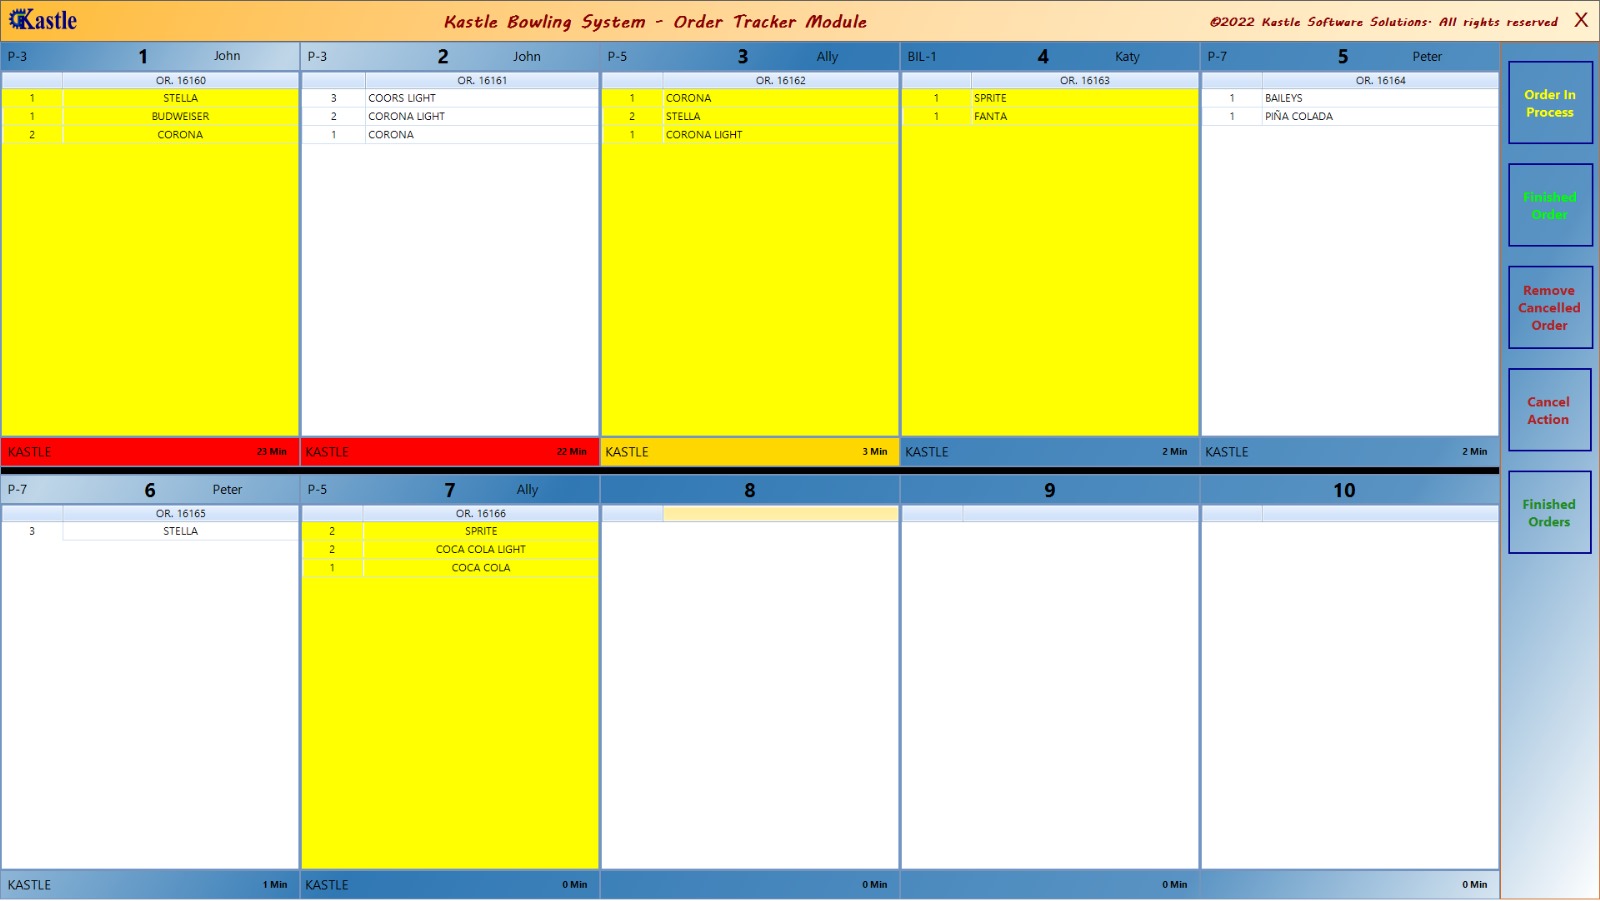 Kastle
Kastle Bowling System - Order Tracker Module
©2022 Kastle Software Solutions. All rights reserved X
P-3 1 John
OR. 16160
1 STELLA
1 BUDWEISER
2 CORONA
KASTLE 23 Min
P-3 2 John
OR. 16161
3 COORS LIGHT
2 CORONA LIGHT
1 CORONA
KASTLE 22 Min
P-5 3 Ally
OR. 16162
1 CORONA
2 STELLA
1 CORONA LIGHT
KASTLE 3 Min
BIL-1 4 Katy
OR. 16163
1 SPRITE
1 FANTA
KASTLE 2 Min
P-7 5 Peter
OR. 16164
1 BAILEYS
1 PIÑA COLADA
KASTLE 2 Min
P-7 6 Peter
OR. 16165
3 STELLA
KASTLE 1 Min
P-5 7 Ally
OR. 16166
2 SPRITE
2 COCA COLA LIGHT
1 COCA COLA
KASTLE 0 Min
8
0 Min
9
0 Min
10
0 Min
Order In
Process
Finished
Order
Remove
Cancelled
Order
Cancel
Action
Finished
Orders